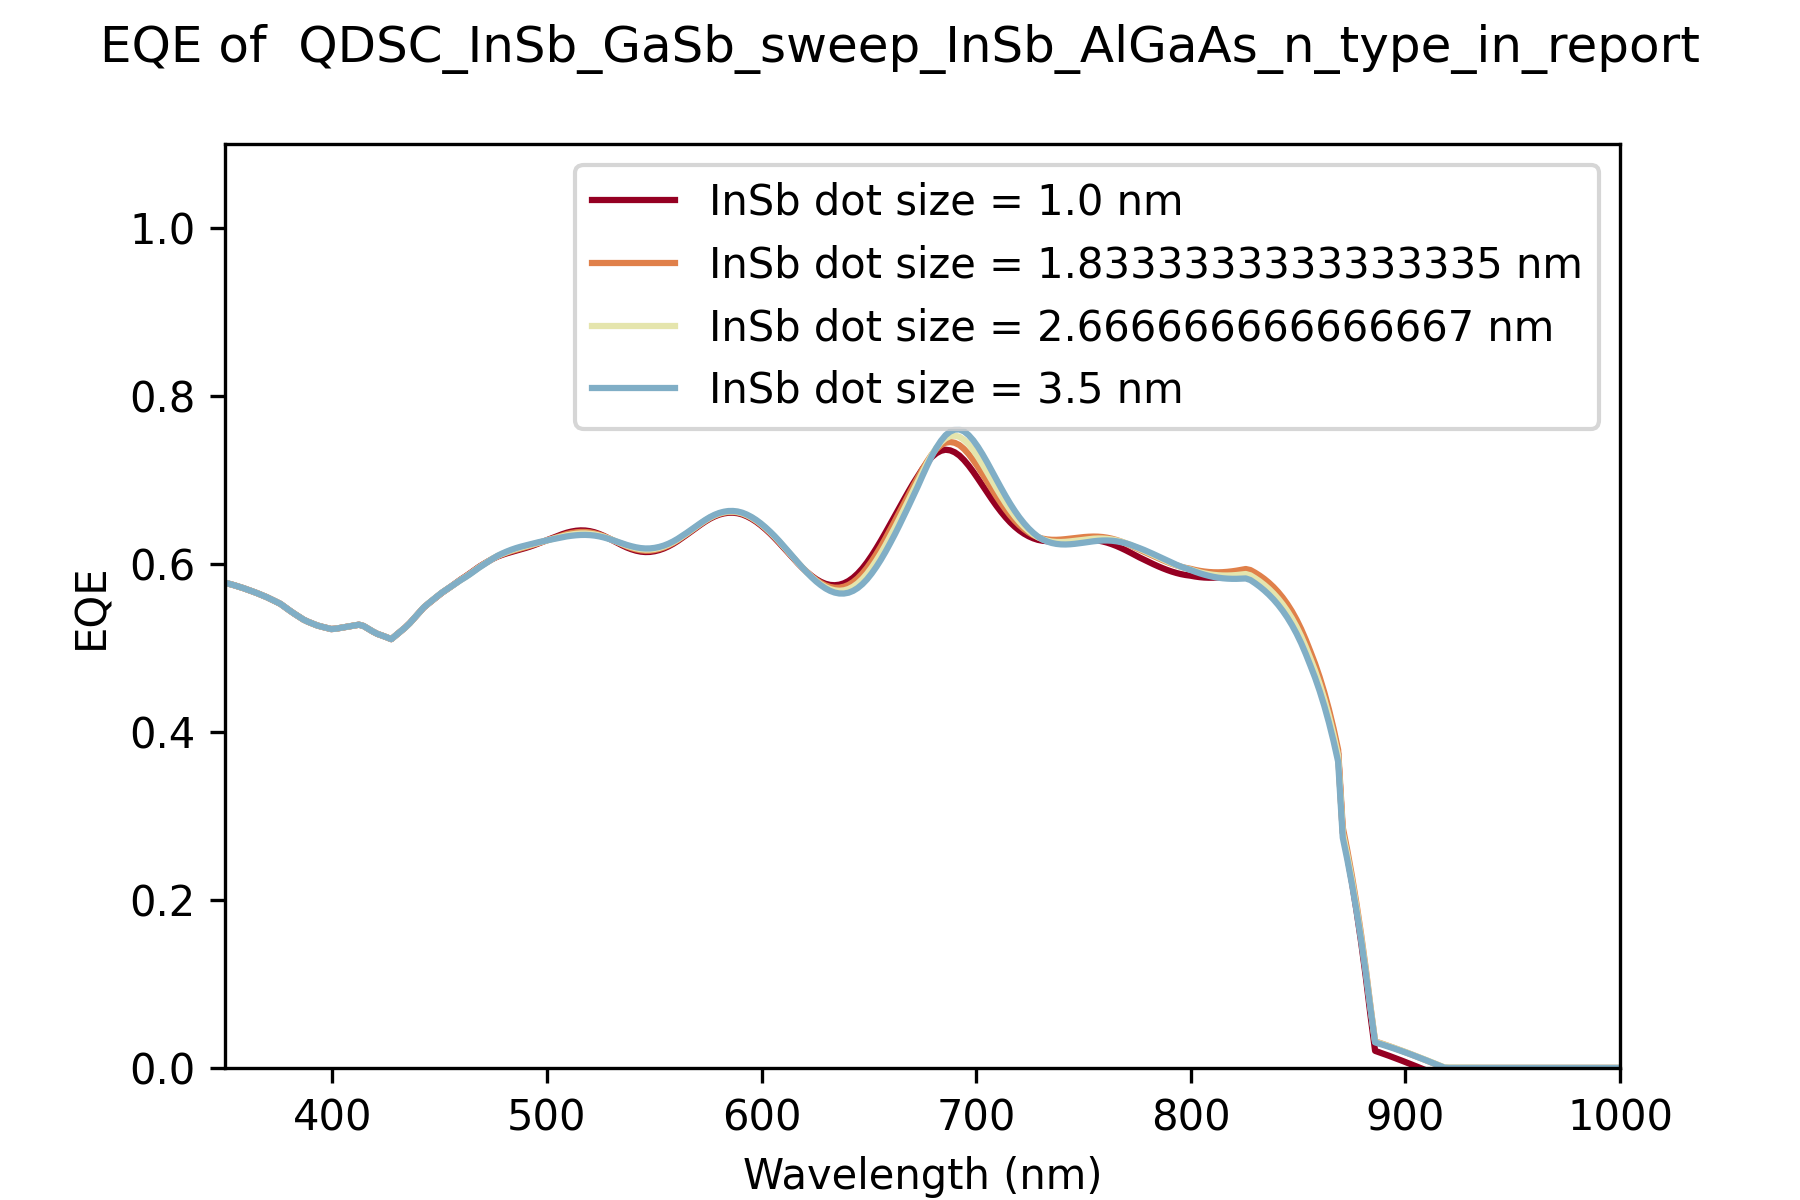 EQE of  QDSC_InSb_GaSb_sweep_InSb_AlGaAs_n_type_in_report
InSb dot size = 1.0 nm
InSb dot size = 1.8333333333333335 nm
InSb dot size = 2.666666666666667 nm
InSb dot size = 3.5 nm
EQE
1.0
0.8
0.6
0.4
0.2
0.0
400 500 600 700 800 900 1000
Wavelength (nm)